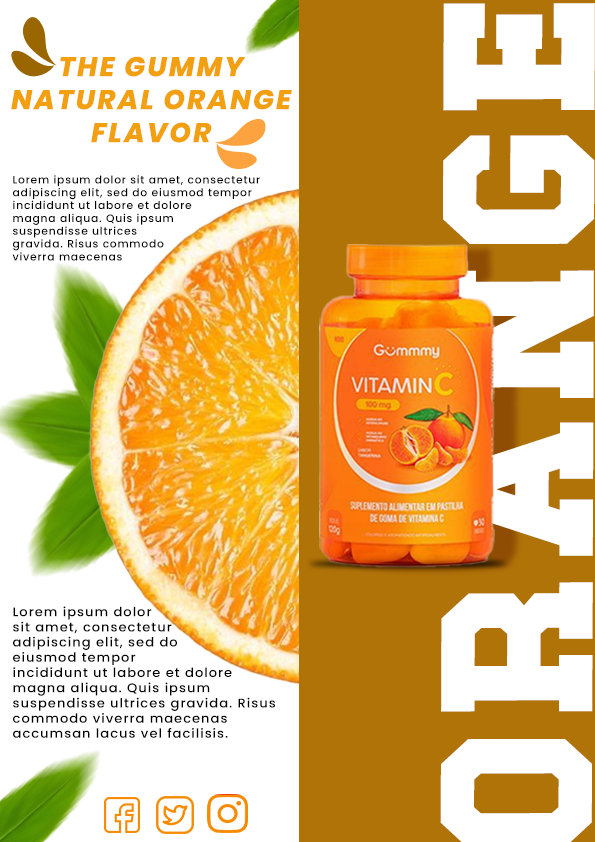 THE GUMMY
NATURAL ORANGE
FLAVOR
Lorem ipsum dolor sit amet, consectetur
adipiscing elit, sed do eiusmod tempor
incididunt ut labore et dolore
magna aliqua. Quis ipsum
suspendisse ultrices
gravida. Risus commodo
viverra maecenas
Lorem ipsum dolor
sit amet, consectetur
adipiscing elit, sed do
eiusmod tempor
incididunt ut labore et dolore
magna aliqua. Quis ipsum
suspendisse ultrices gravida. Risus
commodo viverra maecenas
accumsan lacus vel facilisis.
ORANGE
Gummmy
VITAMIN C
100 mg
SUPLEMENTO ALIMENTAR EM PASTILHA
DE GOMA DE VITAMINA C
120g
30